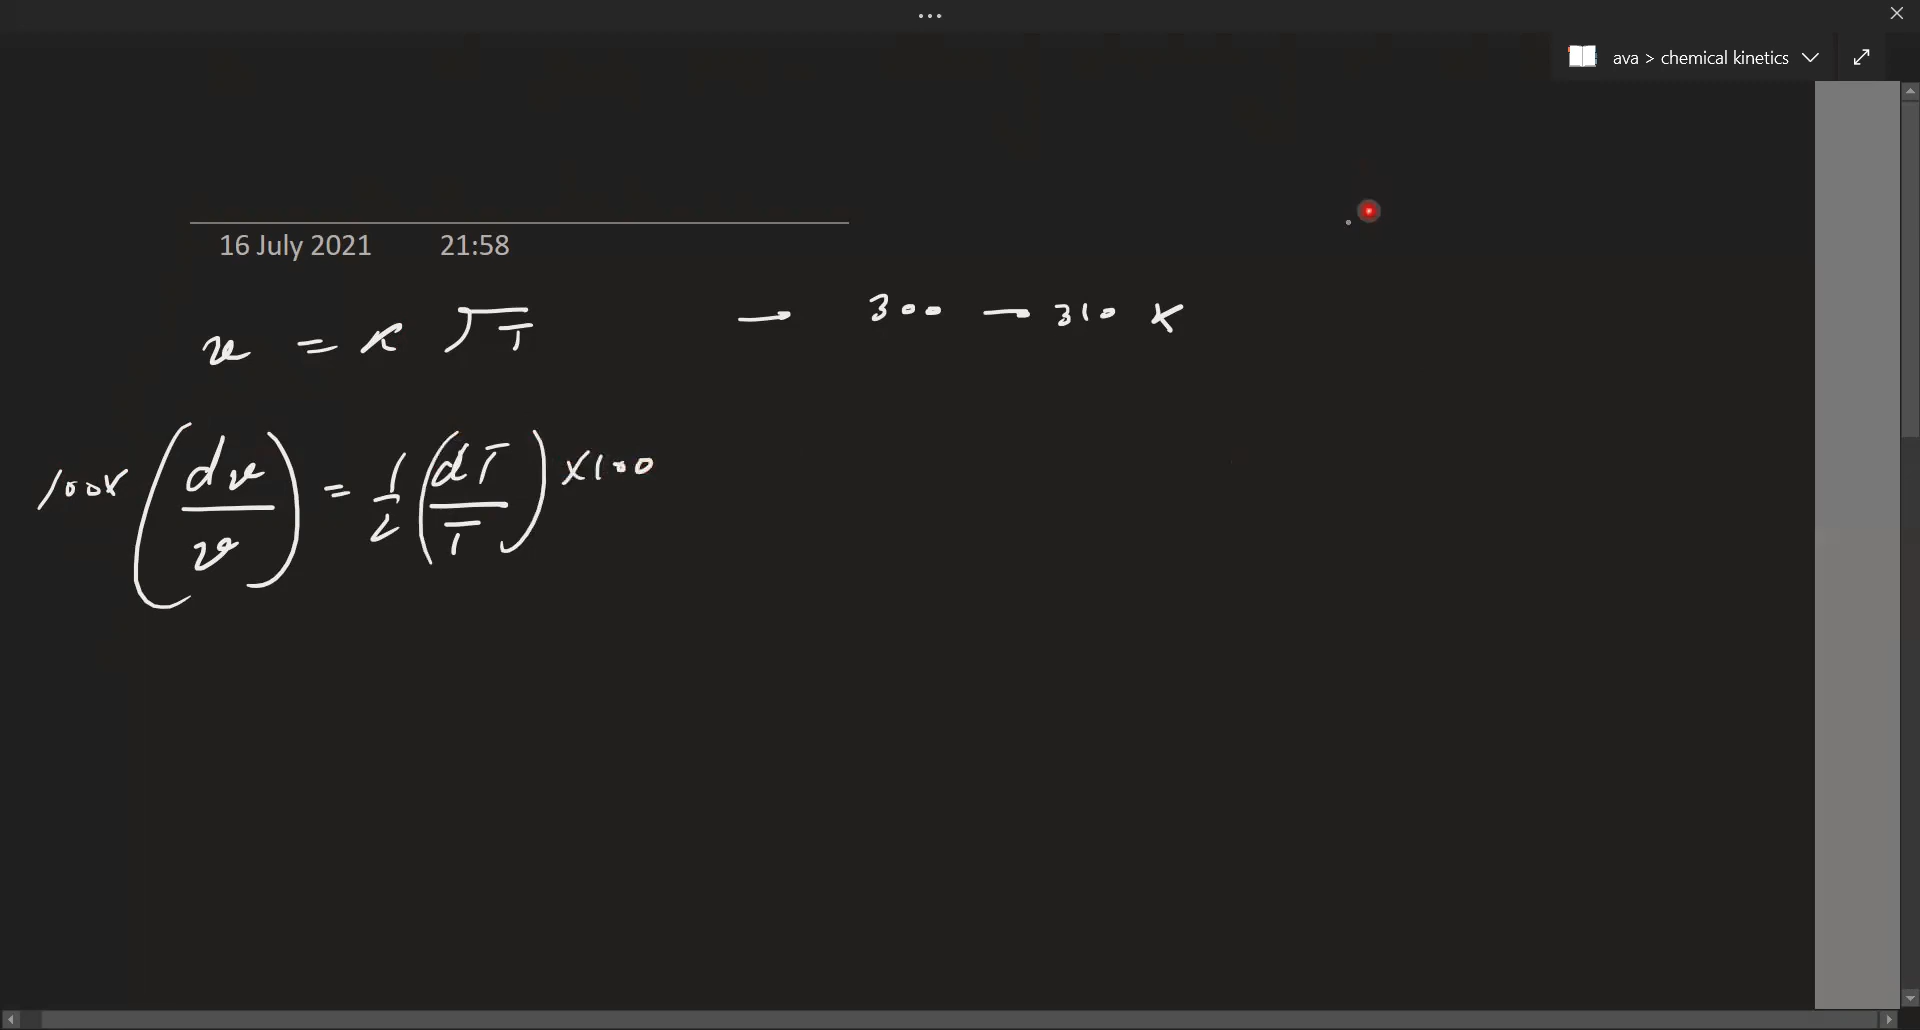 ava > chemical kinetics
16 July 2021 21:58
v = K √T → 300 → 310 K
100 × (dv/v) = 1/2 (dT/T) × 100